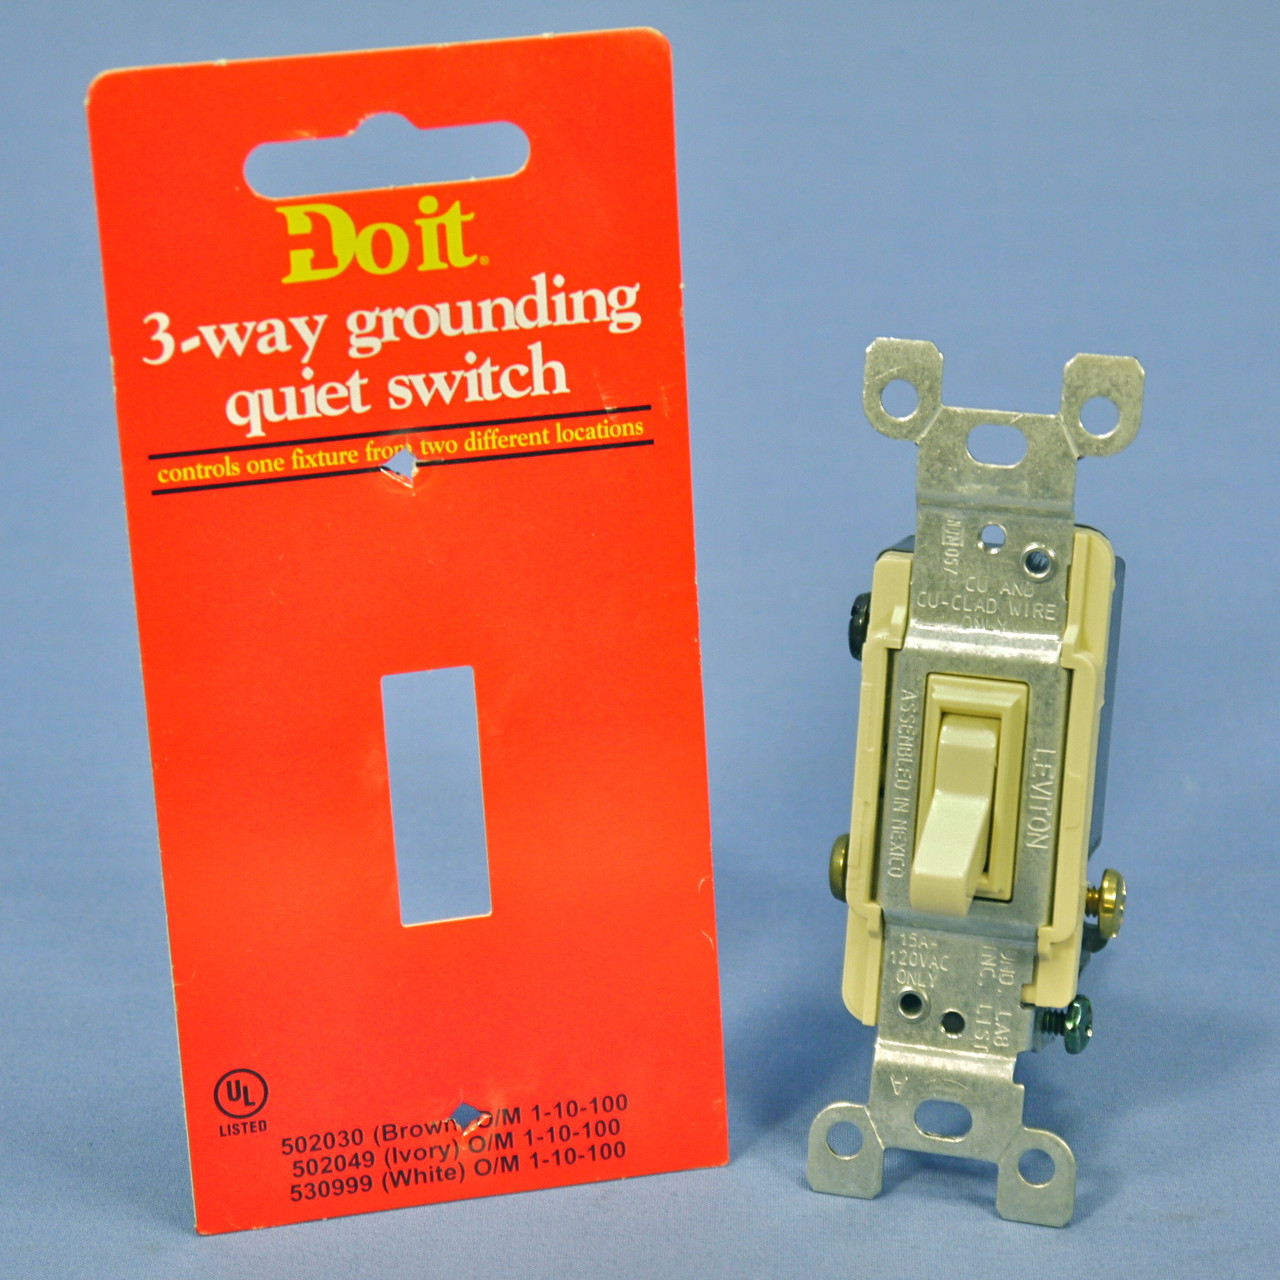 Do it®
3-way grounding
quiet switch
controls one fixture from two different locations
UL
LISTED
502030 (Brown) O/M 1-10-100
502049 (Ivory) O/M 1-10-100
530999 (White) O/M 1-10-100
CU AND
CU-CLAD WIRE
ONLY
ASSEMBLED IN MEXICO
LEVITON
15A-
120VAC
ONLY
UND. LAB
INC. LIST
A